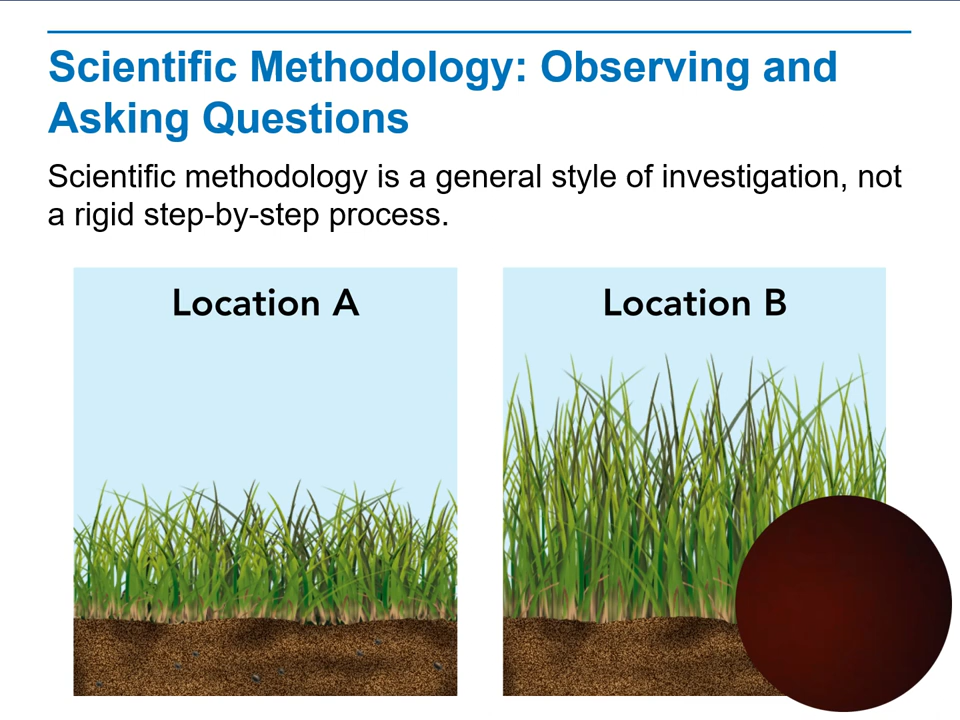 Scientific Methodology: Observing and
Asking Questions
Scientific methodology is a general style of investigation, not
a rigid step-by-step process.
Location A
Location B